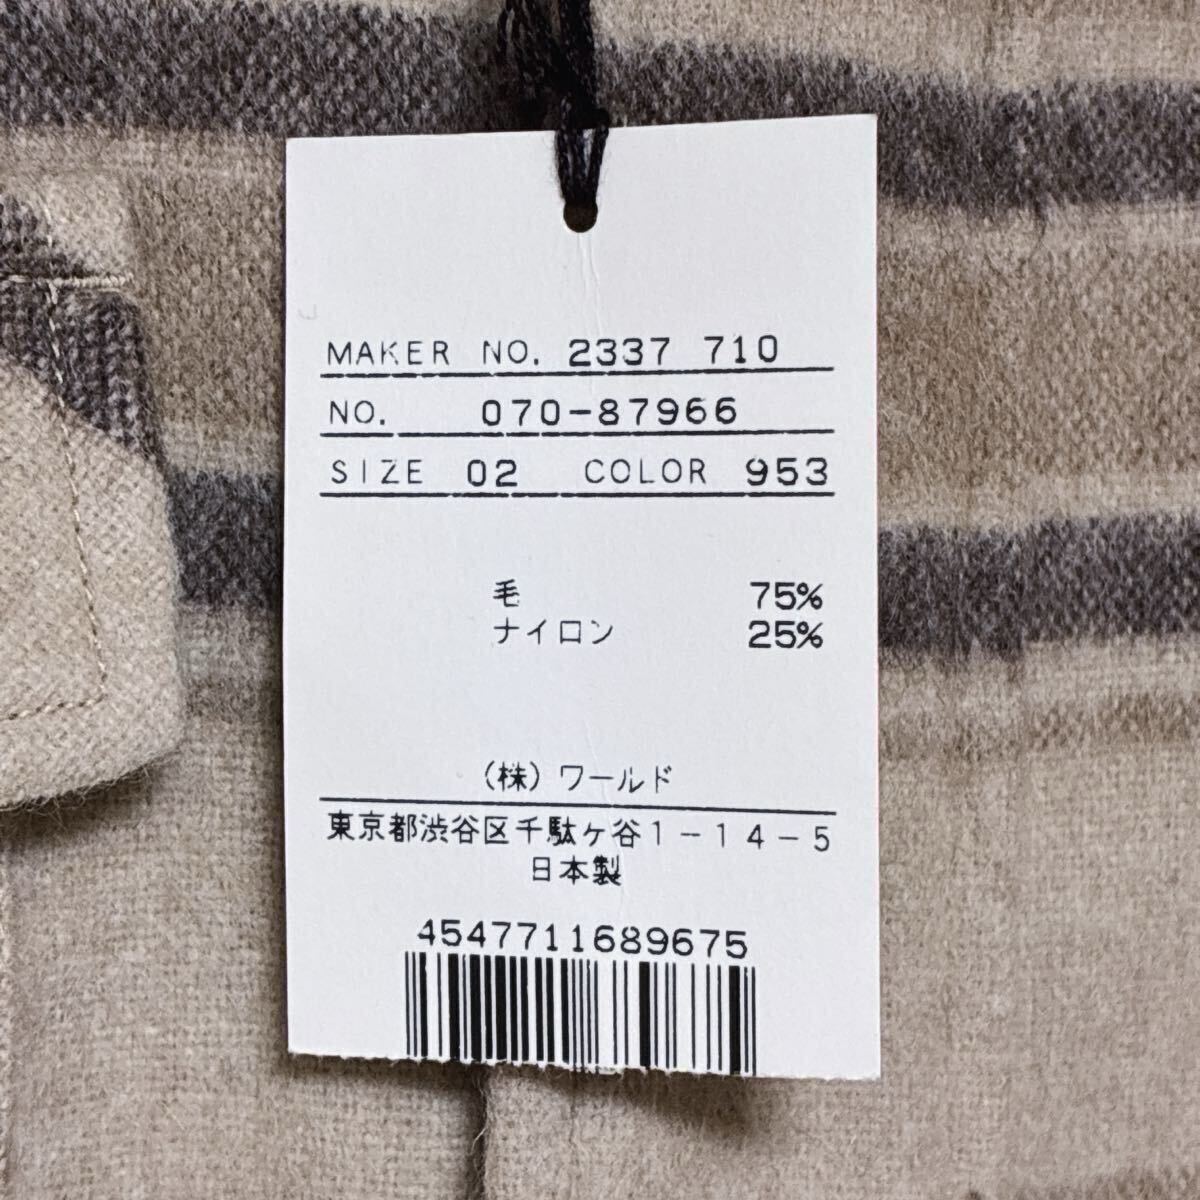 MAKER NO. 2337 710
NO. 070-87966
SIZE 02 COLOR 953
毛 75%
ナイロン 25%
(株)ワールド
東京都渋谷区千駄ヶ谷1-14-5
日本製
4547711689675